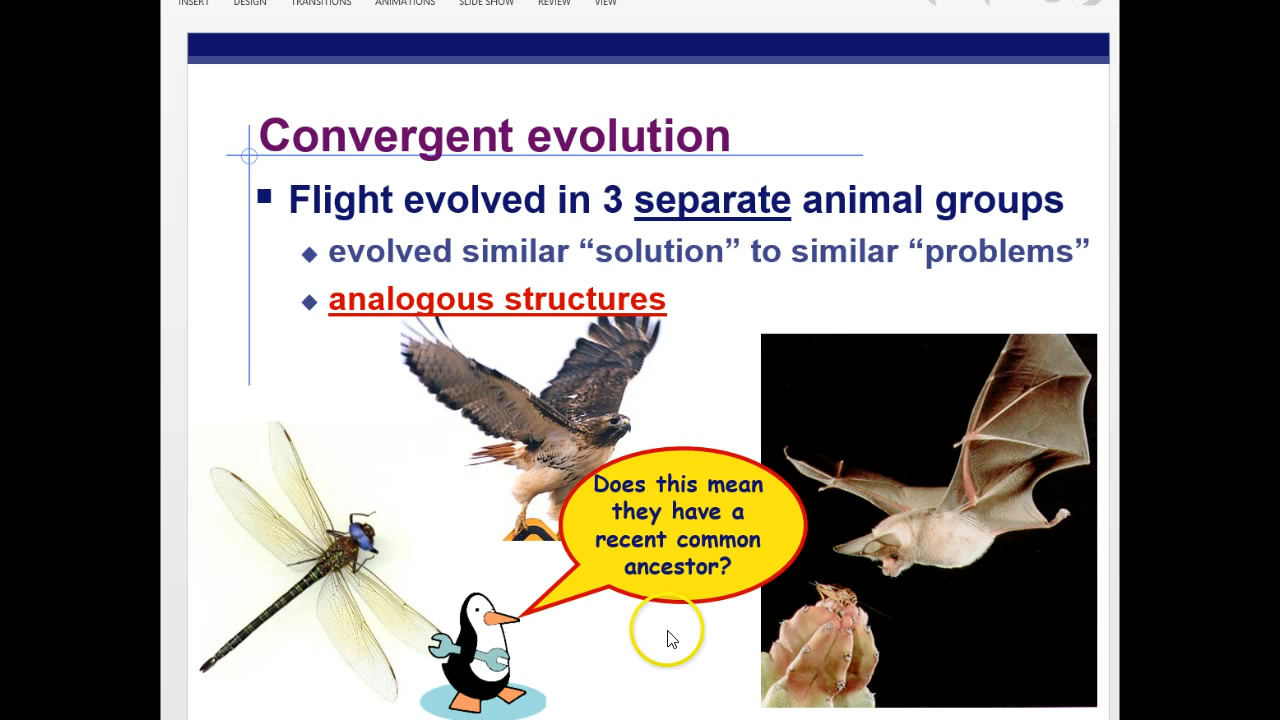 INSERT DESIGN TRANSITIONS ANIMATIONS SLIDE SHOW REVIEW VIEW
Convergent evolution
Flight evolved in 3 separate animal groups
evolved similar “solution” to similar “problems”
analogous structures
Does this mean
they have a
recent common
ancestor?